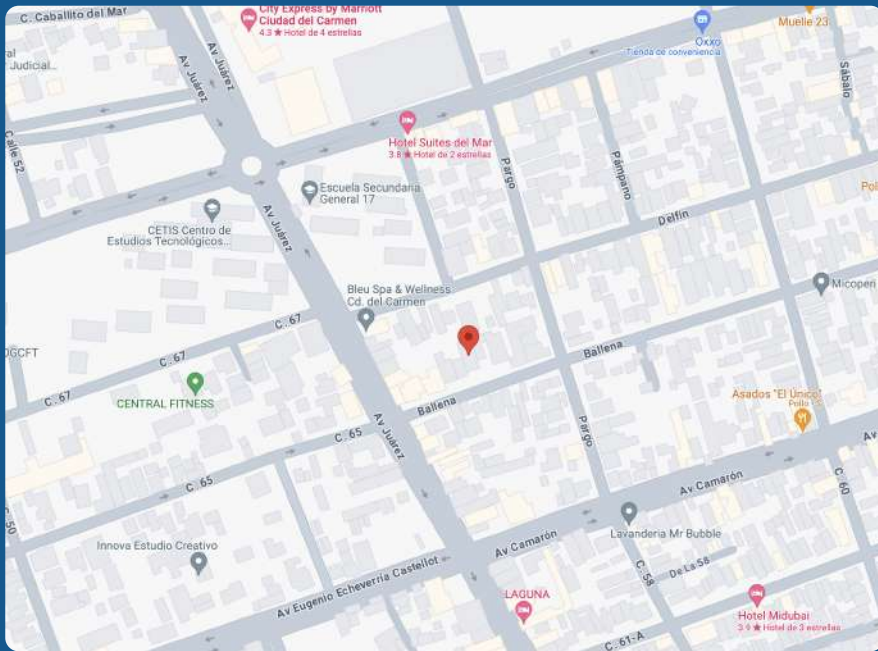 C. Caballito del Mar
City Express by Marriott
Ciudad del Carmen
4.3 ★ Hotel de 4 estrellas
Oxxo
Tienda de conveniencia
Muelle 23
Judicial...
Av Juárez
Av Juárez
Calle 52
Sábalo
Hotel Suites del Mar
3.8 ★ Hotel de 2 estrellas
Pargo
Pámpano
Escuela Secundaria
General 17
CETIS Centro de
Estudios Tecnológicos...
Av Juárez
Delfín
Bleu Spa & Wellness
Cd. del Carmen
Micoperi
C. 67
C. 67
C. 67
Ballena
CENTRAL FITNESS
Ballena
Asados "El Único"
Av Juárez
Pargo
C. 65
C. 65
Av
Av Camarón
C. 60
C. 50
Innova Estudio Creativo
Av Camarón
Lavanderia Mr Bubble
De La 58
C. 58
Av Eugenio Echeverría Castellot
LAGUNA
Hotel Midubai
3.9 ★ Hotel de 3 estrellas
C. 61-A